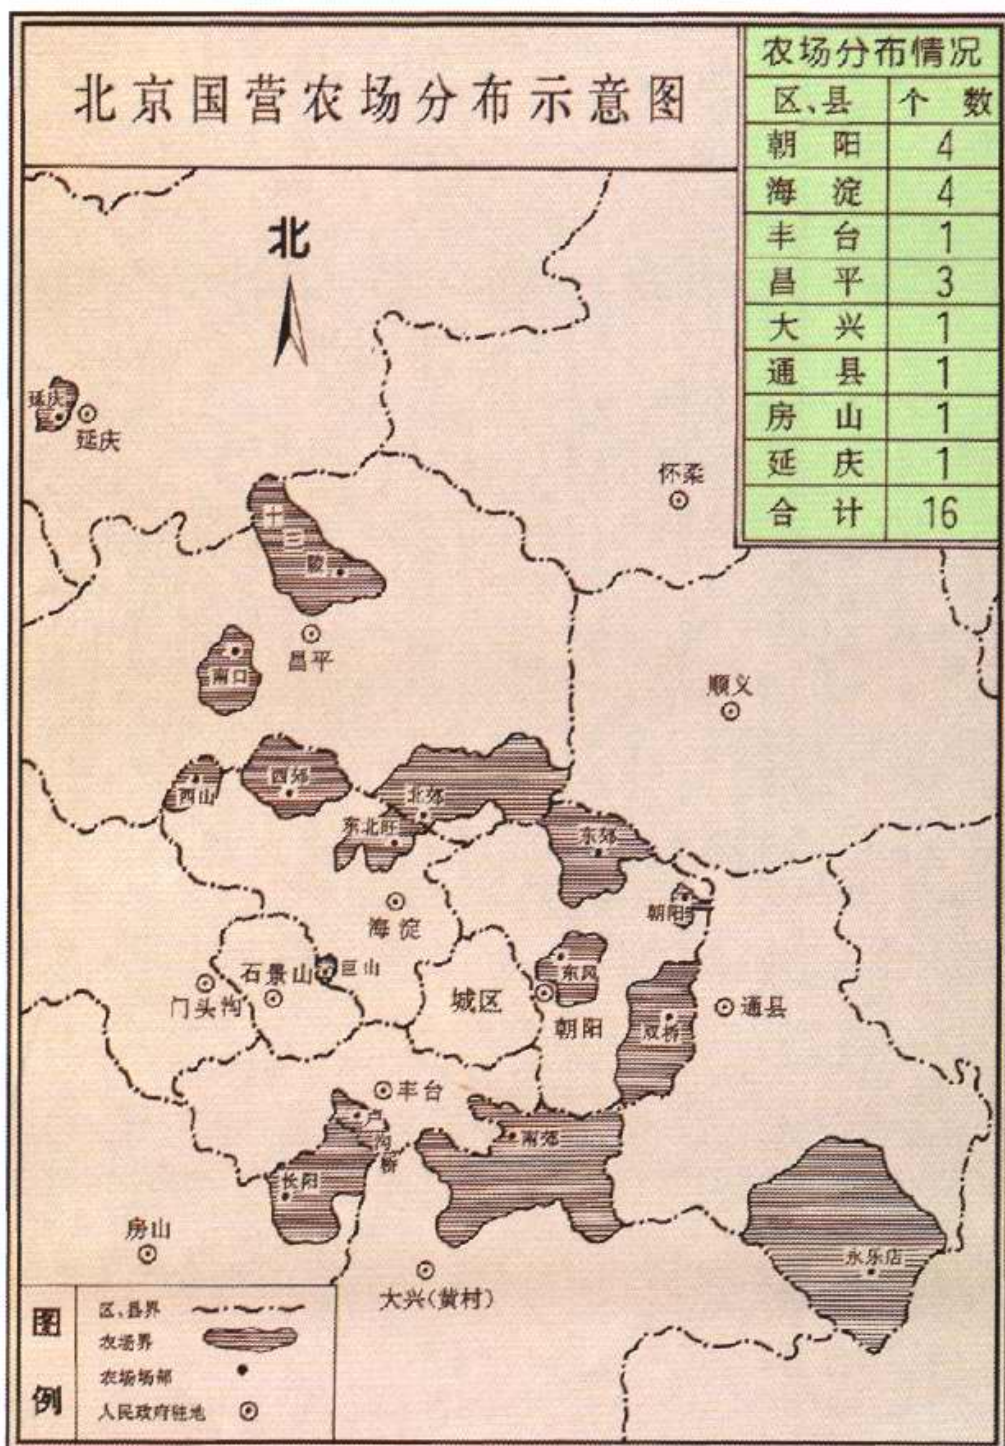 北京国营农场分布示意图
农场分布情况
区、县 个数
朝阳 4
海淀 4
丰台 1
昌平 3
大兴 1
通县 1
房山 1
延庆 1
合计 16
北
延庆
延庆
怀柔
十三陵
昌平
南口
顺义
西山
西郊
北郊
东北旺
东郊
海淀
朝阳
石景山
巨山
门头沟
城区
东风
朝阳
双桥
通县
丰台
卢沟桥
南郊
长阳
房山
永乐店
大兴(黄村)
图例
区、县界
农场界
农场场部
人民政府驻地